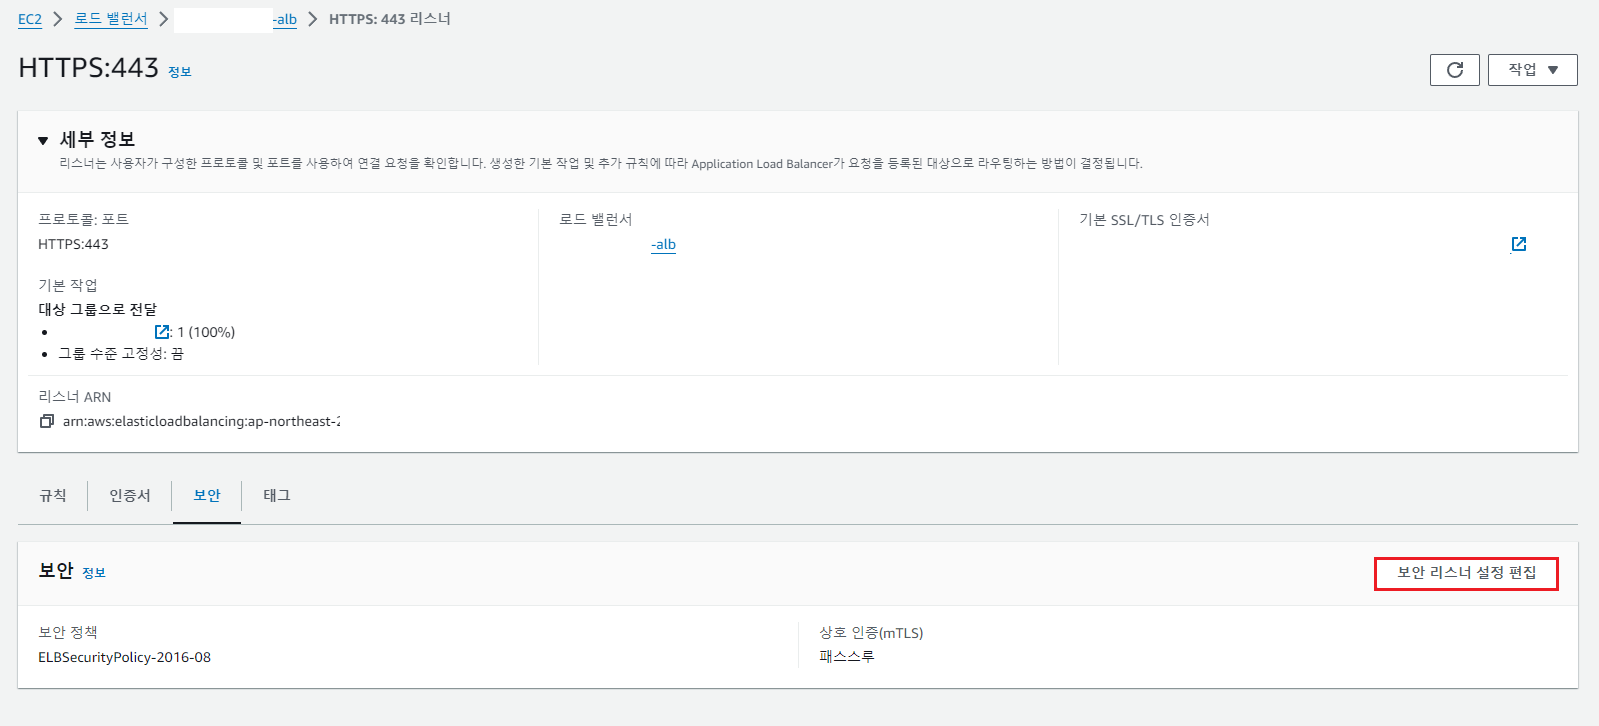 EC2 > 로드 밸런서 > -alb > HTTPS: 443 리스너
HTTPS:443 정보
작업 ▼
▼ 세부 정보
리스너는 사용자가 구성한 프로토콜 및 포트를 사용하여 연결 요청을 확인합니다. 생성한 기본 작업 및 추가 규칙에 따라 Application Load Balancer가 요청을 등록된 대상으로 라우팅하는 방법이 결정됩니다.
프로토콜: 포트
HTTPS:443
로드 밸런서
-alb
기본 SSL/TLS 인증서
기본 작업
대상 그룹으로 전달
• : 1 (100%)
• 그룹 수준 고정성: 끔
리스너 ARN
arn:aws:elasticloadbalancing:ap-northeast-2
규칙 인증서 보안 태그
보안 정보
보안 리스너 설정 편집
보안 정책
ELBSecurityPolicy-2016-08
상호 인증(mTLS)
패스스루